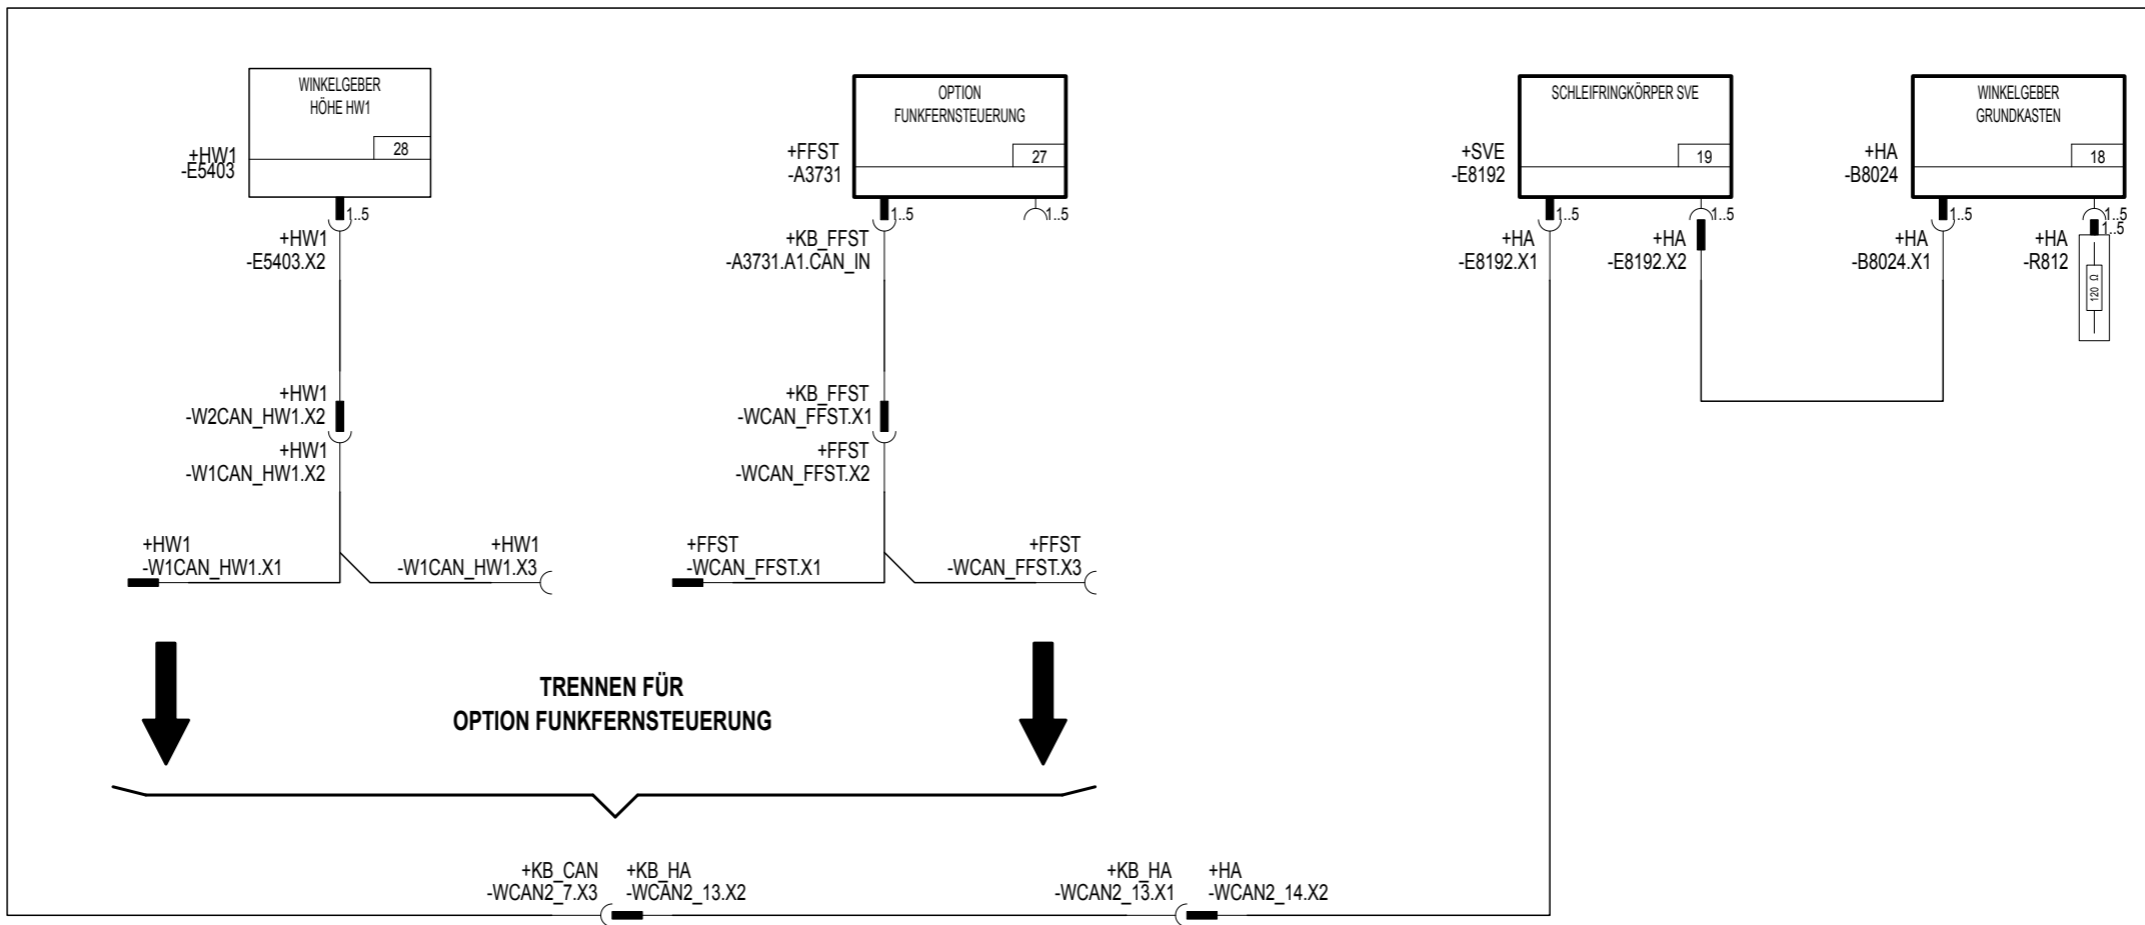 WINKELGEBER
HÖHE HW1
28
+HW1
-E5403
1..5
+HW1
-E5403.X2
+HW1
-W2CAN_HW1.X2
+HW1
-W1CAN_HW1.X2
+HW1
-W1CAN_HW1.X1
+HW1
-W1CAN_HW1.X3
OPTION
FUNKFERNSTEUERUNG
27
+FFST
-A3731
1..5
1..5
+KB_FFST
-A3731.A1.CAN_IN
+KB_FFST
-WCAN_FFST.X1
+FFST
-WCAN_FFST.X2
+FFST
-WCAN_FFST.X1
+FFST
-WCAN_FFST.X3
SCHLEIFRINGKÖRPER SVE
19
+SVE
-E8192
1..5
1..5
+HA
-E8192.X1
+HA
-E8192.X2
WINKELGEBER
GRUNDKASTEN
18
+HA
-B8024
1..5
1..5
1..5
+HA
-B8024.X1
+HA
-R812
120 Ω
TRENNEN FÜR
OPTION FUNKFERNSTEUERUNG
+KB_CAN
-WCAN2_7.X3
+KB_HA
-WCAN2_13.X2
+KB_HA
-WCAN2_13.X1
+HA
-WCAN2_14.X2